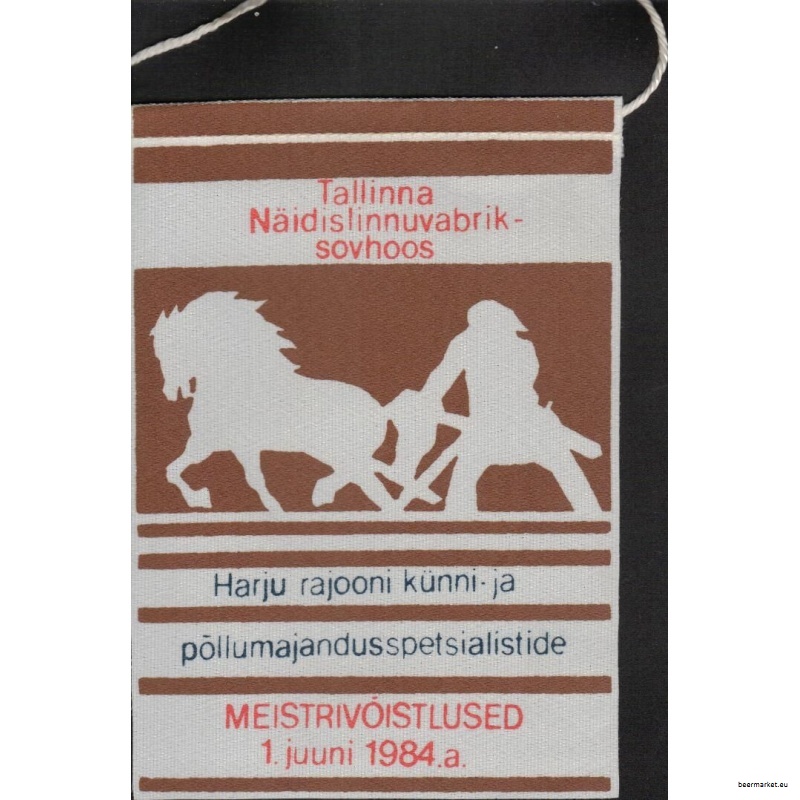 Tallinna
Näidislinnuvabrik-
sovhoos
Harju rajooni künni-ja
põllumajandusspetsialistide
MEISTRIVÕISTLUSED
1. juuni 1984.a.
beermarket.eu